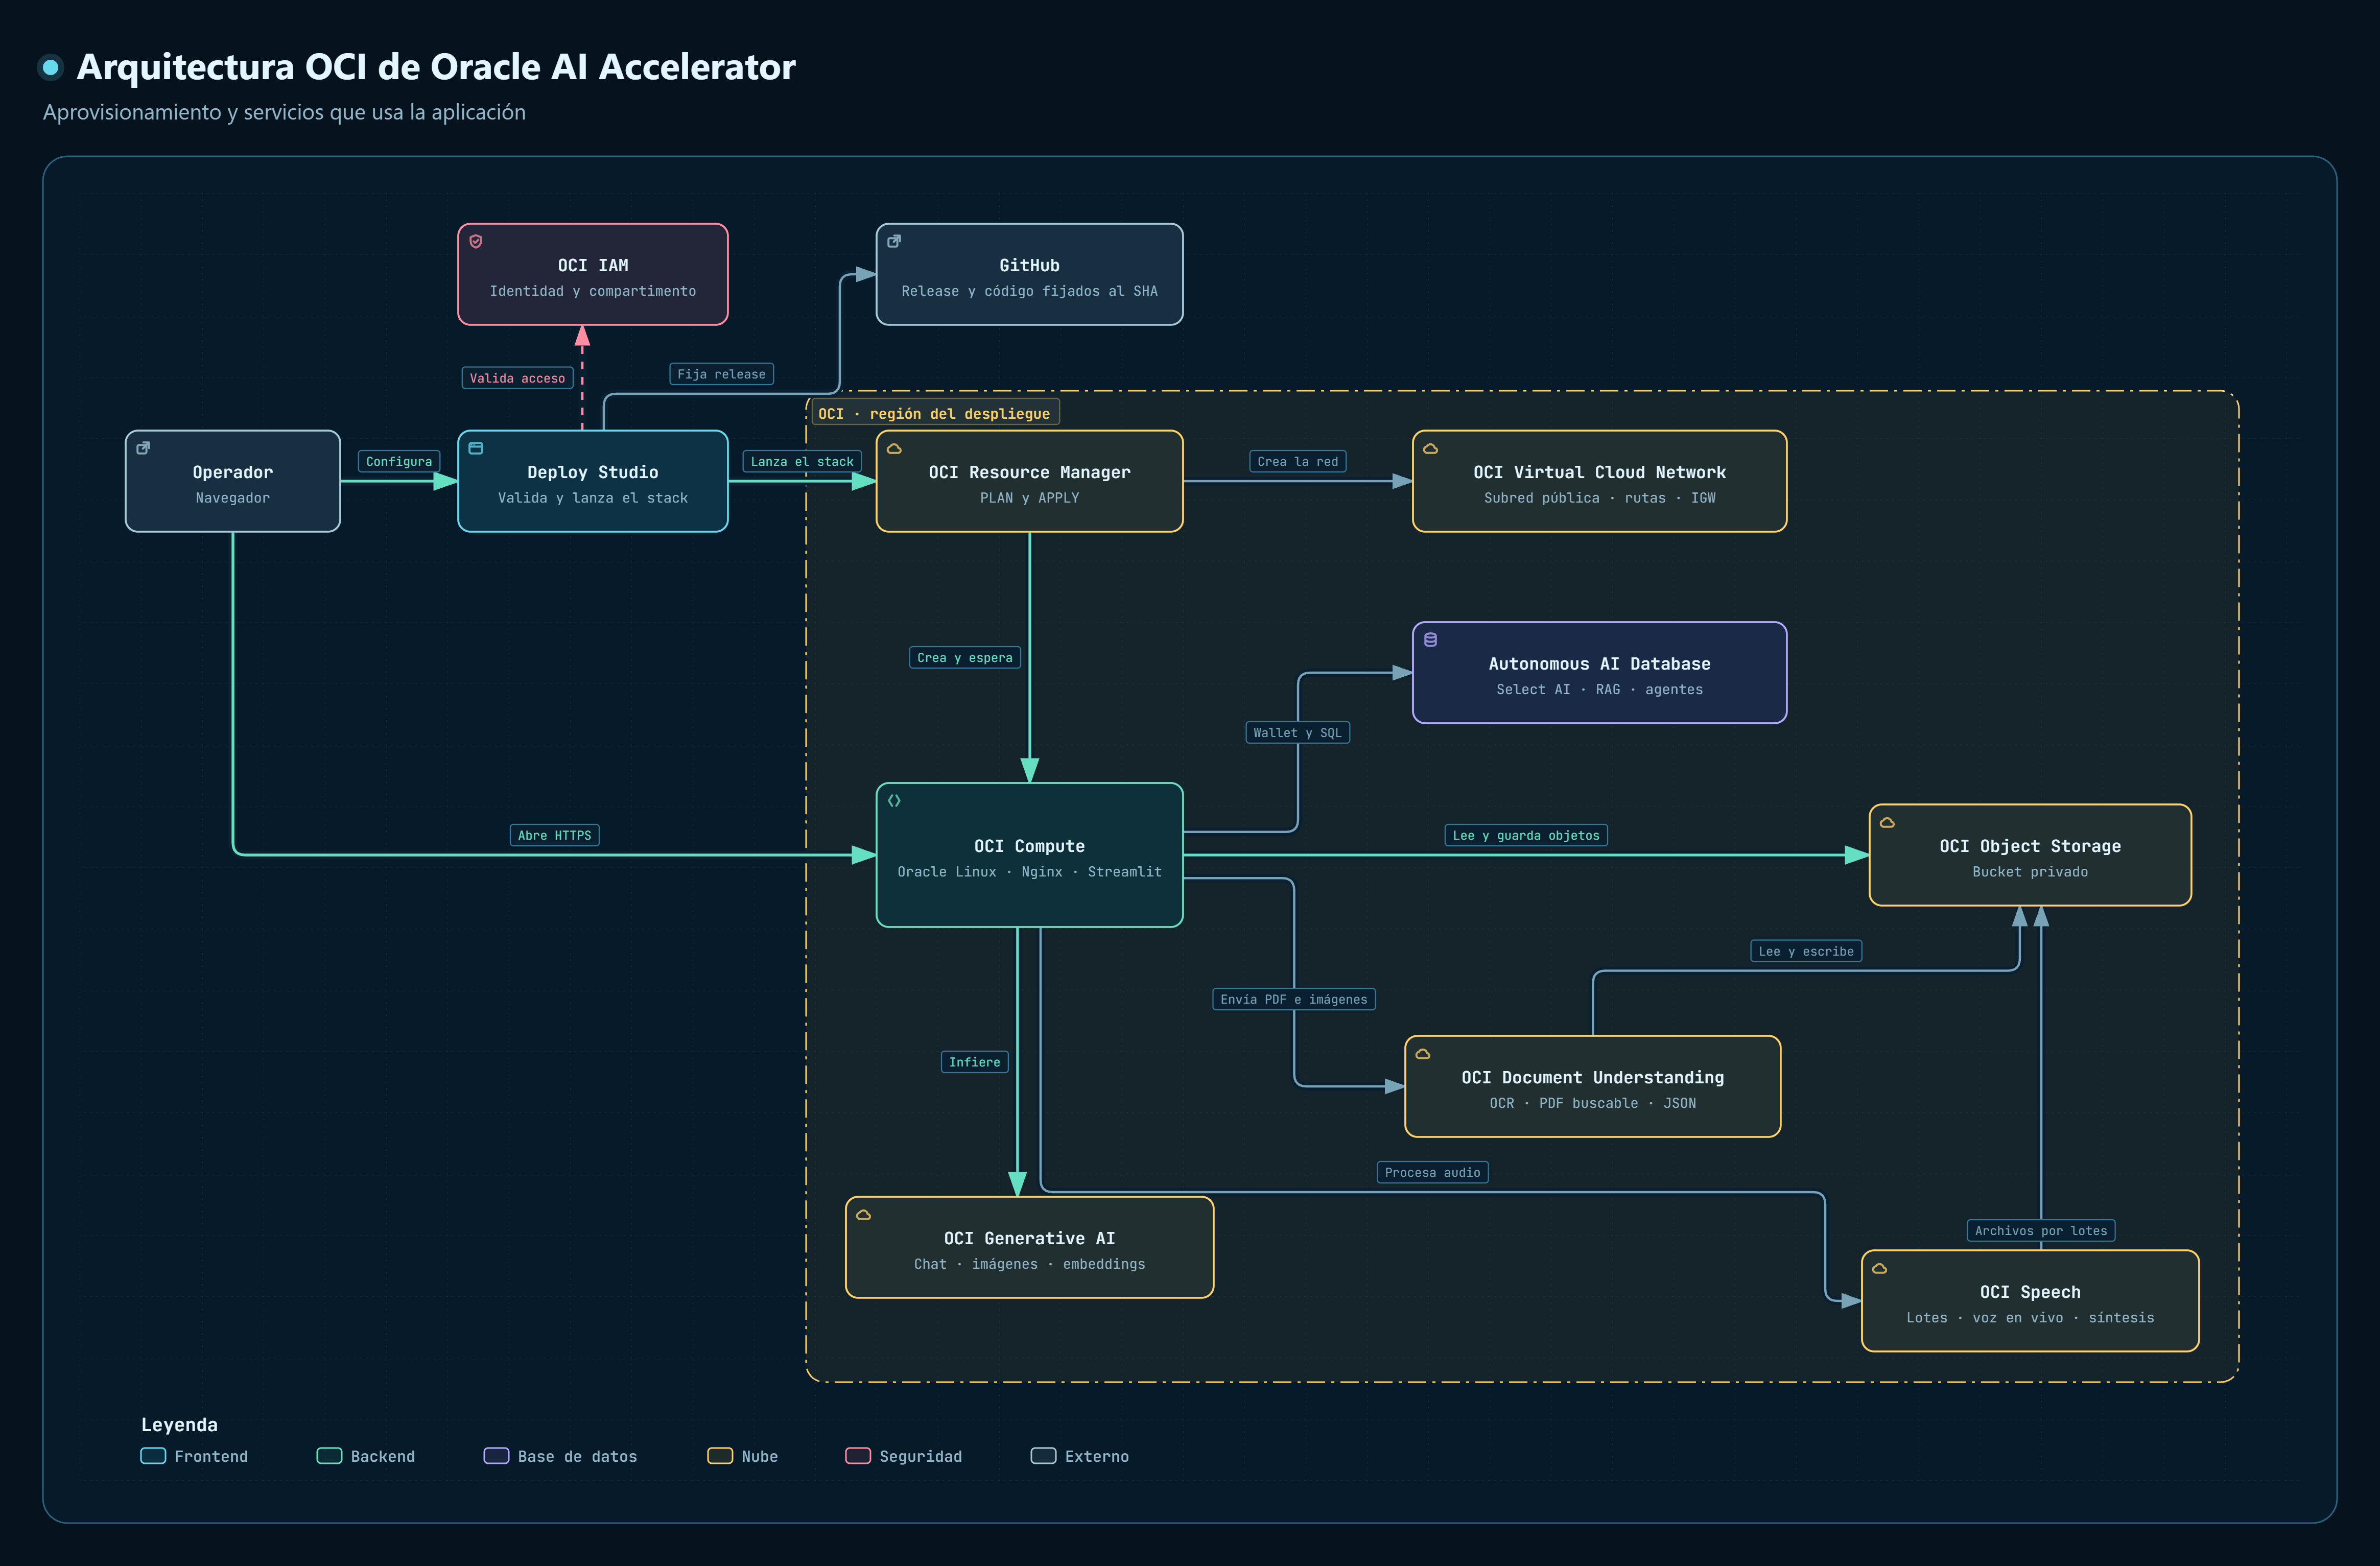 Arquitectura OCI de Oracle AI Accelerator
Aprovisionamiento y servicios que usa la aplicación
OCI IAM
Identidad y compartimento
GitHub
Release y código fijados al SHA
Valida acceso
Fija release
OCI · región del despliegue
Operador
Navegador
Configura
Deploy Studio
Valida y lanza el stack
Lanza el stack
OCI Resource Manager
PLAN y APPLY
Crea la red
OCI Virtual Cloud Network
Subred pública · rutas · IGW
Crea y espera
Autonomous AI Database
Select AI · RAG · agentes
Wallet y SQL
Abre HTTPS
OCI Compute
Oracle Linux · Nginx · Streamlit
Lee y guarda objetos
OCI Object Storage
Bucket privado
Lee y escribe
Envía PDF e imágenes
Infiere
OCI Document Understanding
OCR · PDF buscable · JSON
Procesa audio
Archivos por lotes
OCI Generative AI
Chat · imágenes · embeddings
OCI Speech
Lotes · voz en vivo · síntesis
Leyenda
Frontend
Backend
Base de datos
Nube
Seguridad
Externo